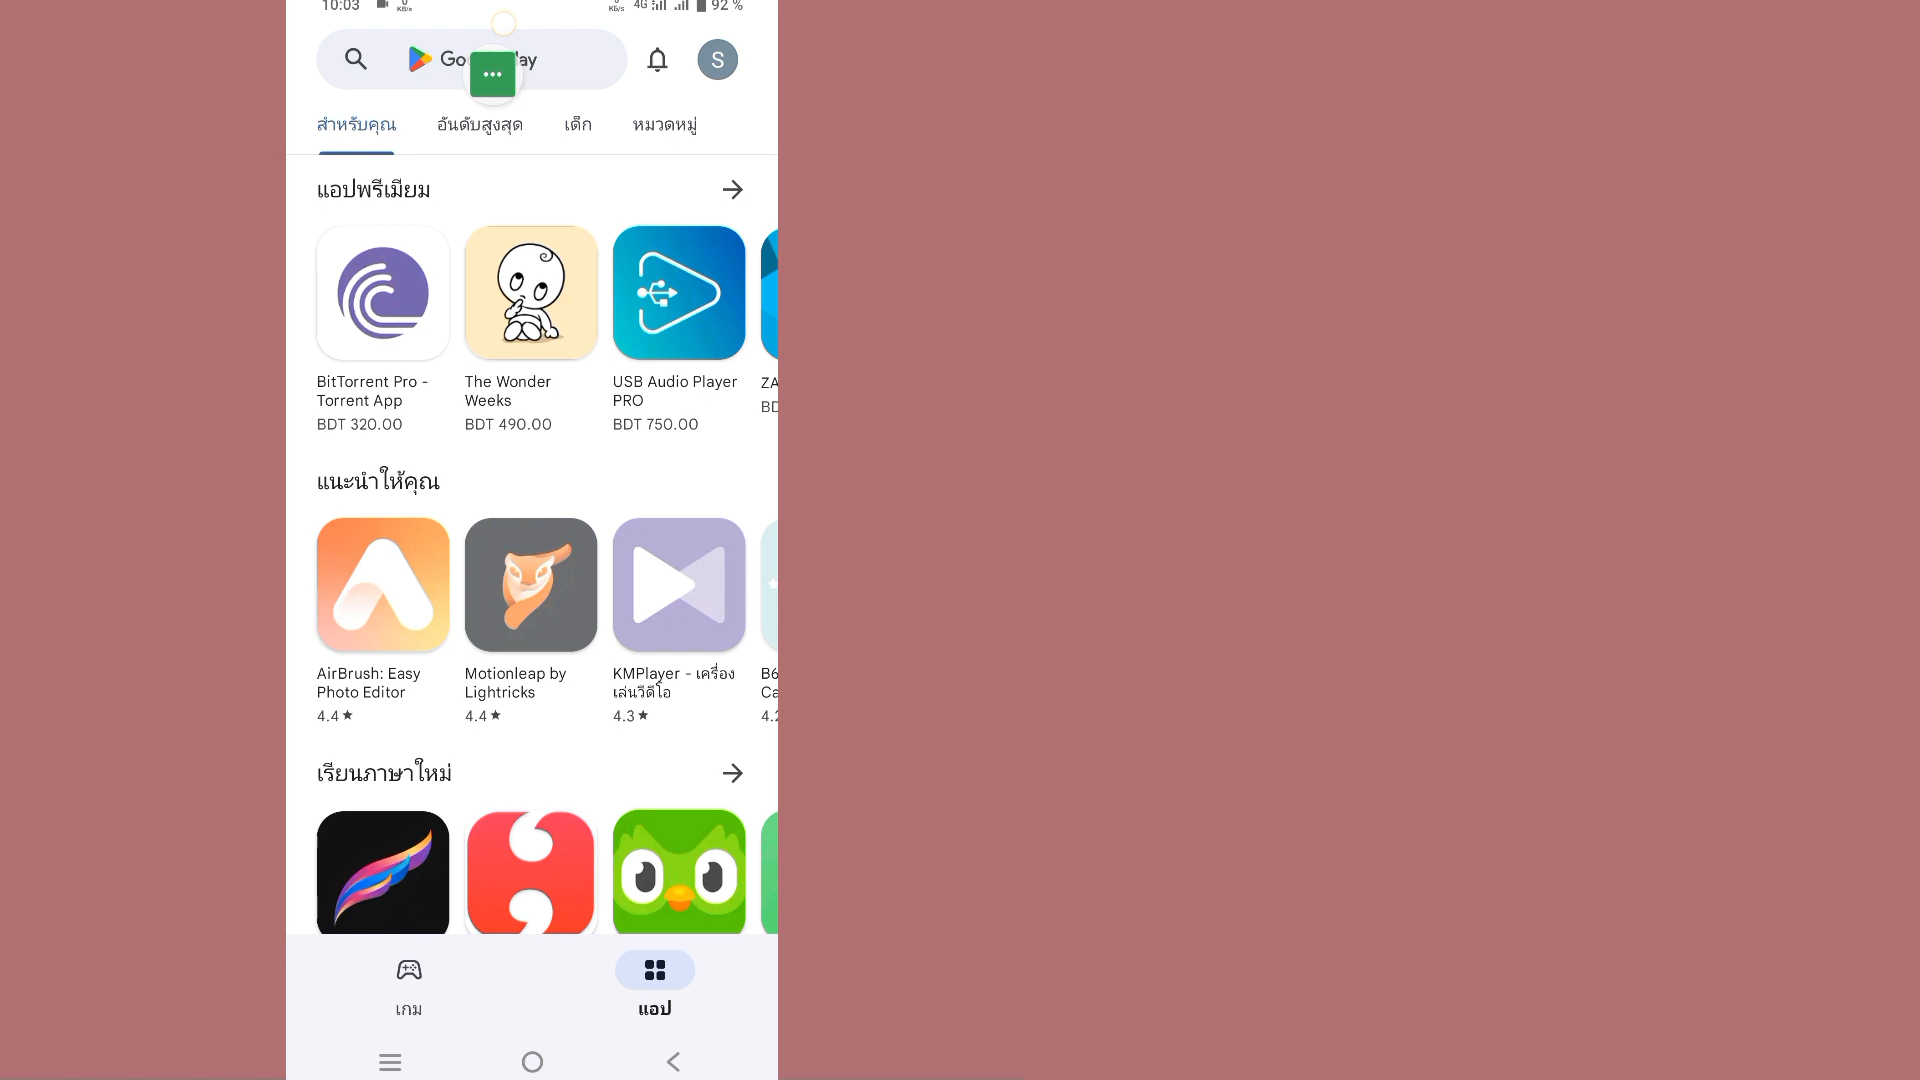 10:03
0
KB/s
0
KB/s
4G
92 %
S
สำหรับคุณ
อันดับสูงสุด
เด็ก
หมวดหมู่
แอปพรีเมียม
BitTorrent Pro -
Torrent App
BDT 320.00
The Wonder
Weeks
BDT 490.00
USB Audio Player
PRO
BDT 750.00
แนะนำให้คุณ
AirBrush: Easy
Photo Editor
4.4★
Motionleap by
Lightricks
4.4★
KMPlayer - เครื่อง
เล่นวีดีโอ
4.3★
เรียนภาษาใหม่
เกม
แอป